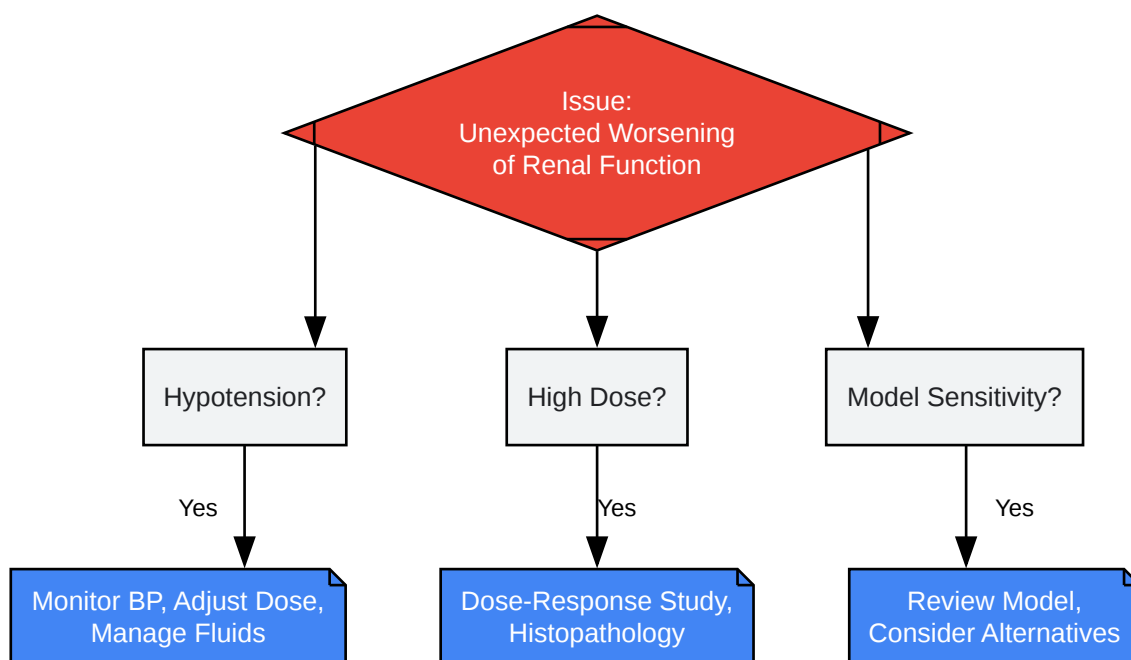 Issue:
Unexpected Worsening
of Renal Function
Hypotension?
High Dose?
Model Sensitivity?
Yes
Yes
Yes
Monitor BP, Adjust Dose,
Manage Fluids
Dose-Response Study,
Histopathology
Review Model,
Consider Alternatives